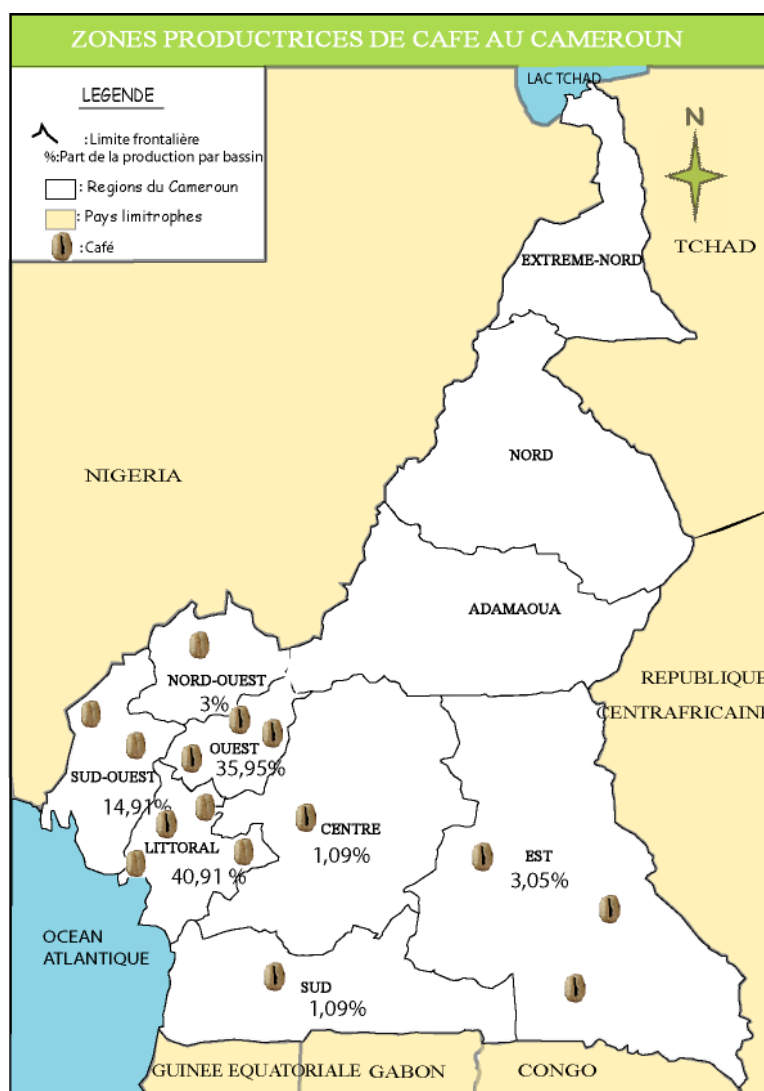 ZONES PRODUCTRICES DE CAFE AU CAMEROUN
LEGENDE
:Limite frontalière
%:Part de la production par bassin
: Regions du Cameroun
: Pays limitrophes
: Café
LAC TCHAD
N
TCHAD
EXTREME-NORD
NORD
NIGERIA
ADAMAOUA
REPUBLIQUE
CENTRAFRICAINE
NORD-OUEST
3%
OUEST
35,95%
SUD-OUEST
14,91%
LITTORAL
40,91 %
CENTRE
1,09%
EST
3,05%
OCEAN
ATLANTIQUE
SUD
1,09%
GUINEE EQUATORIALE
GABON
CONGO